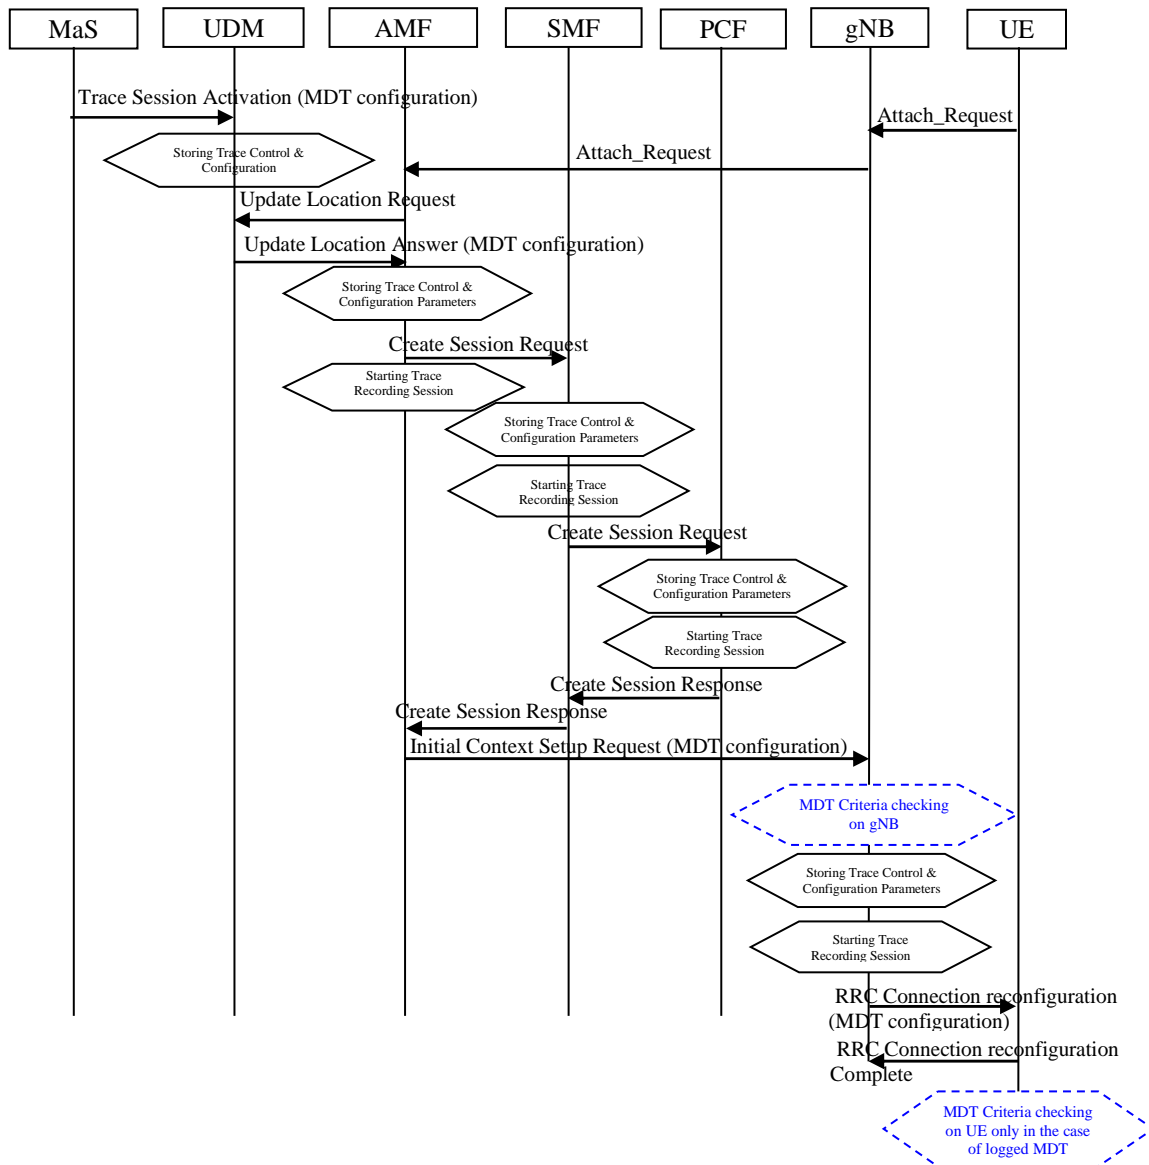 MaS
UDM
AMF
SMF
PCF
gNB
UE
Trace Session Activation (MDT configuration)
Attach_Request
Storing Trace Control &
Configuration
Attach_Request
Update Location Request
Update Location Answer (MDT configuration)
Storing Trace Control &
Configuration Parameters
Create Session Request
Starting Trace
Recording Session
Storing Trace Control &
Configuration Parameters
Starting Trace
Recording Session
Create Session Request
Storing Trace Control &
Configuration Parameters
Starting Trace
Recording Session
Create Session Response
Create Session Response
Initial Context Setup Request (MDT configuration)
MDT Criteria checking
on gNB
Storing Trace Control &
Configuration Parameters
Starting Trace
Recording Session
RRC Connection reconfiguration
(MDT configuration)
RRC Connection reconfiguration
Complete
MDT Criteria checking
on UE only in the case
of logged MDT